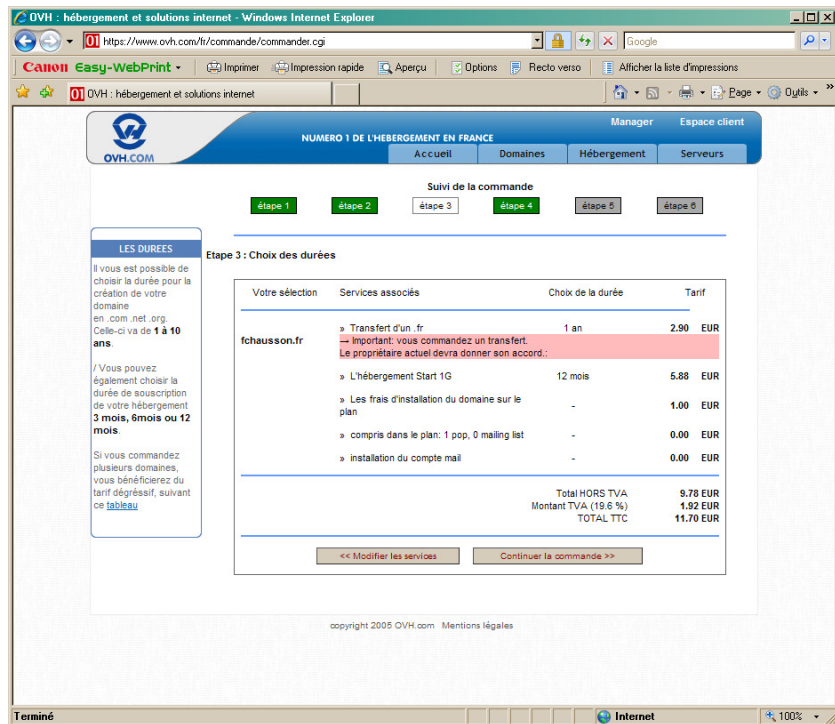 OVH : hébergement et solutions internet - Windows Internet Explorer
https://www.ovh.com/fr/commande/commander.cgi
Google
Canon Easy-WebPrint
Imprimer
Impression rapide
Aperçu
Options
Recto verso
Afficher la liste d'impressions
OVH : hébergement et solutions internet
Page
Outils
OVH.COM
NUMERO 1 DE L'HEBERGEMENT EN FRANCE
Manager
Espace client
Accueil
Domaines
Hébergement
Serveurs
Suivi de la commande
étape 1
étape 2
étape 3
étape 4
étape 5
étape 6
LES DUREES
Il vous est possible de
choisir la durée pour la
création de votre
domaine
en .com .net .org.
Celle-ci va de 1 à 10
ans.
/ Vous pouvez
également choisir la
durée de souscription
de votre hébergement
3 mois, 6mois ou 12
mois.
Si vous commandez
plusieurs domaines,
vous bénéficierez du
tarif dégréssif, suivant
ce tableau
Etape 3 : Choix des durées
Votre sélection Services associés Choix de la durée Tarif
fchausson.fr
» Transfert d'un .fr 1 an 2.90 EUR
→ Important: vous commandez un transfert.
Le propriétaire actuel devra donner son accord.:
» L'hébergement Start 1G 12 mois 5.88 EUR
» Les frais d'installation du domaine sur le
plan - 1.00 EUR
» compris dans le plan: 1 pop, 0 mailing list - 0.00 EUR
» installation du compte mail - 0.00 EUR
Total HORS TVA 9.78 EUR
Montant TVA (19.6 %) 1.92 EUR
TOTAL TTC 11.70 EUR
<< Modifier les services
Continuer la commande >>
copyright 2005 OVH.com Mentions légales
Terminé
Internet
100%